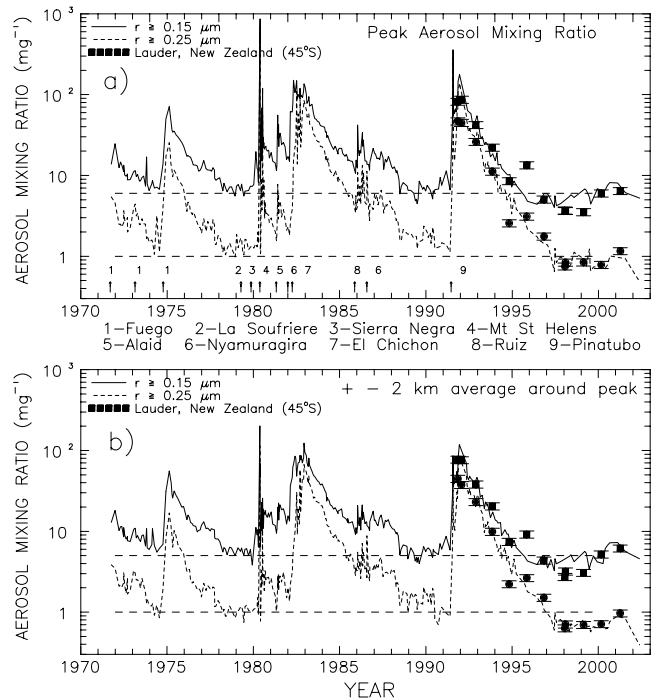 r ≥ 0.15 μm
r ≥ 0.25 μm
Lauder, New Zealand (45°S)
Peak Aerosol Mixing Ratio
a)
AEROSOL MIXING RATIO (mg⁻¹)
10³
10²
10
1
1 1 1 2 3 4 5 6 7 8 6 9
1970 1975 1980 1985 1990 1995 2000
1−Fuego 2−La Soufriere 3−Sierra Negra 4−Mt St Helens
5−Alaid 6−Nyamuragira 7−El Chichon 8−Ruiz 9−Pinatubo
r ≥ 0.15 μm
r ≥ 0.25 μm
Lauder, New Zealand (45°S)
+ − 2 km average around peak
b)
AEROSOL MIXING RATIO (mg⁻¹)
10³
10²
10
1
1970 1975 1980 1985 1990 1995 2000
YEAR